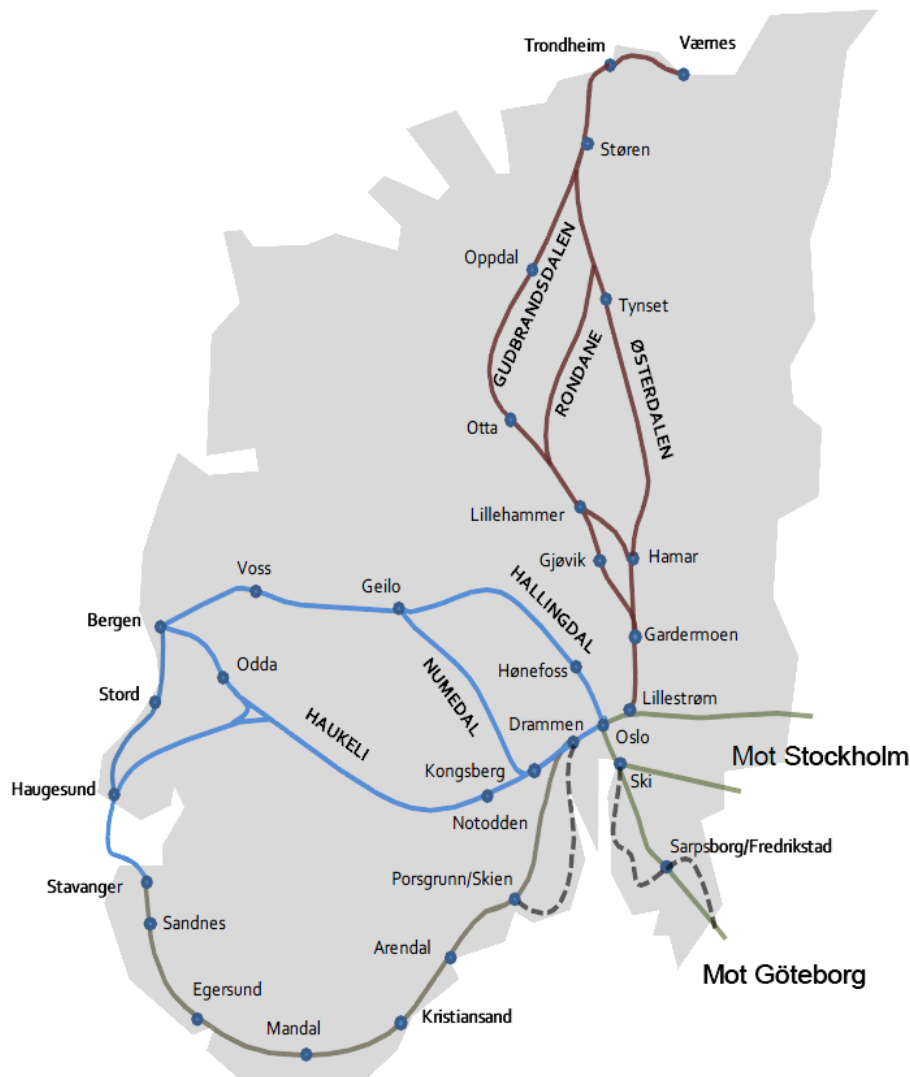 Trondheim
Værnes
Støren
Oppdal
GUDBRANDSDALEN
Tynset
RONDANE
ØSTERDALEN
Otta
Lillehammer
Gjøvik
Hamar
Voss
Geilo
HALLINGDAL
Bergen
Gardermoen
Odda
Hønefoss
NUMEDAL
Stord
Lillestrøm
HAUKELI
Drammen
Oslo
Mot Stockholm
Kongsberg
Ski
Haugesund
Notodden
Sarpsborg/Fredrikstad
Stavanger
Porsgrunn/Skien
Sandnes
Arendal
Mot Göteborg
Egersund
Mandal
Kristiansand